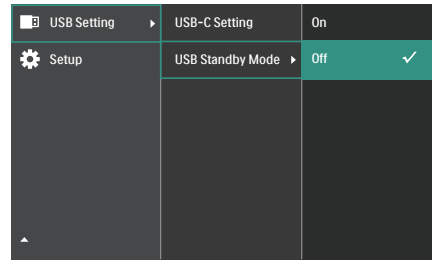 USB Setting
USB-C Setting
On
Setup
USB Standby Mode
Off